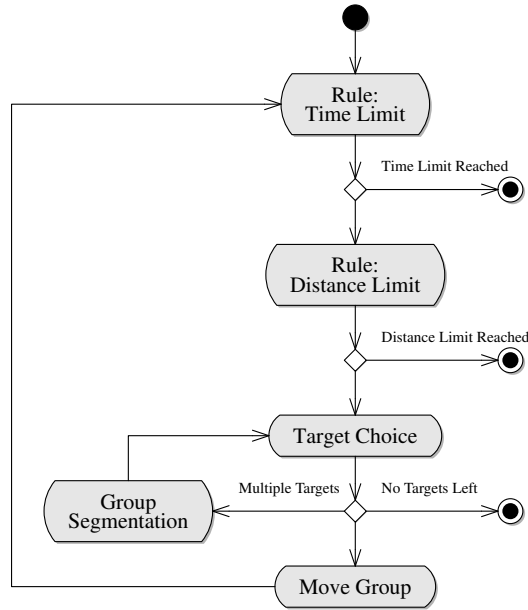 Rule:
Time Limit
Time Limit Reached
Rule:
Distance Limit
Distance Limit Reached
Target Choice
Multiple Targets
No Targets Left
Group
Segmentation
Move Group